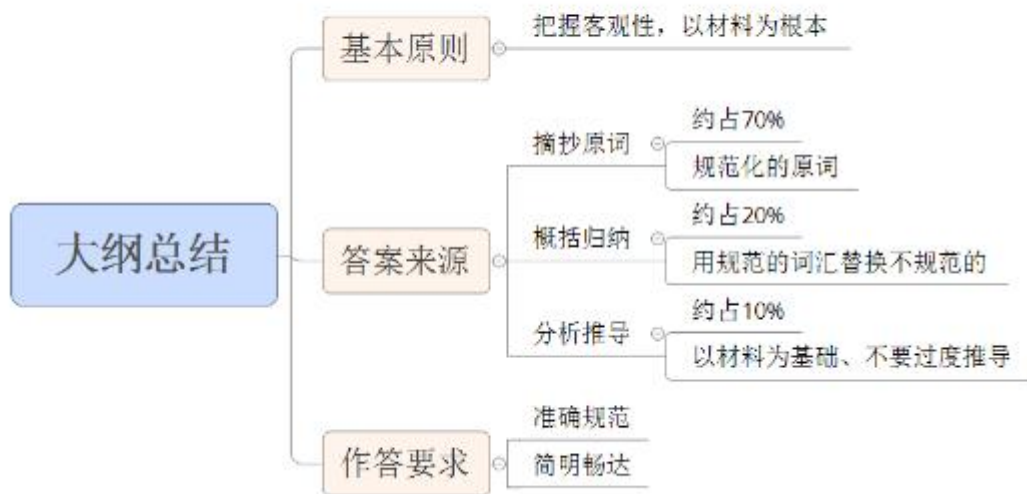 大纲总结
基本原则
把握客观性，以材料为根本
答案来源
摘抄原词
约占70%
规范化的原词
概括归纳
约占20%
用规范的词汇替换不规范的
分析推导
约占10%
以材料为基础、不要过度推导
作答要求
准确规范
简明畅达